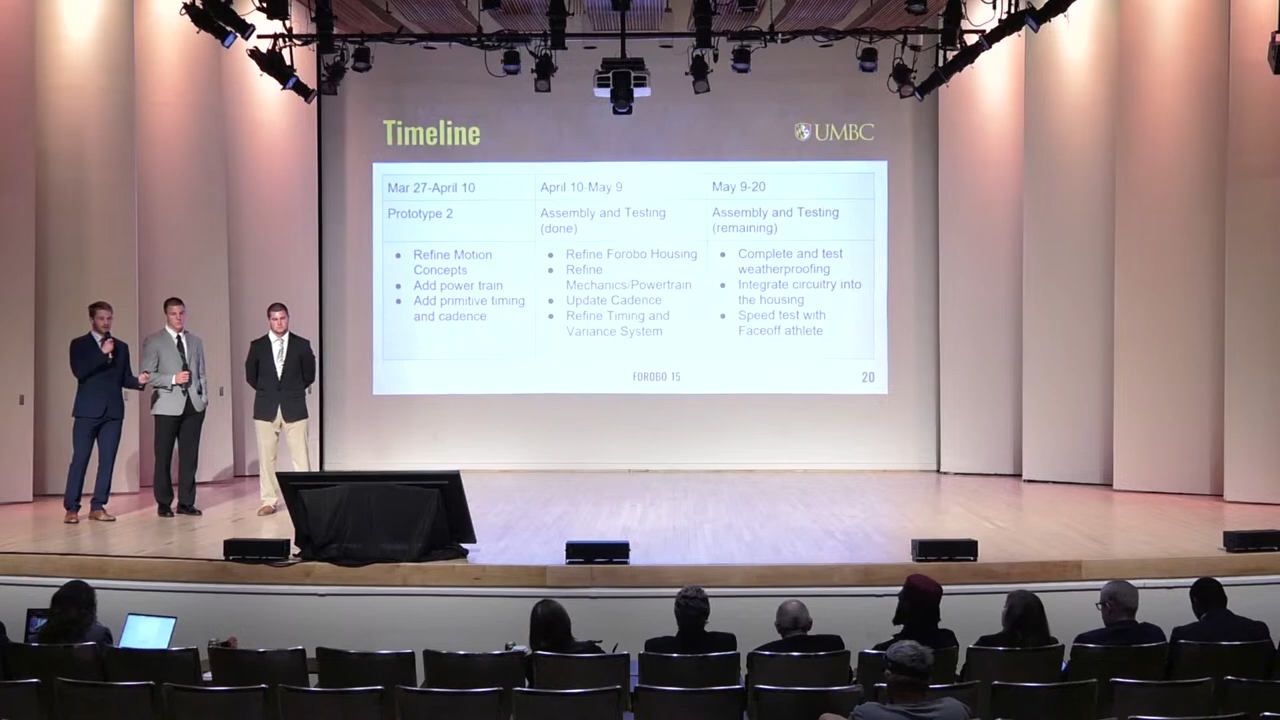 Timeline
UMBC
Mar 27-April 10
April 10-May 9
May 9-20
Prototype 2
Assembly and Testing
(done)
Assembly and Testing
(remaining)
Refine Motion
Concepts
Add power train
Add primitive timing
and cadence
Refine Forobo Housing
Refine
Mechanics/Powertrain
Update Cadence
Refine Timing and
Variance System
Complete and test
weatherproofing
Integrate circuitry into
the housing
Speed test with
Faceoff athlete
FOROBO 15
20